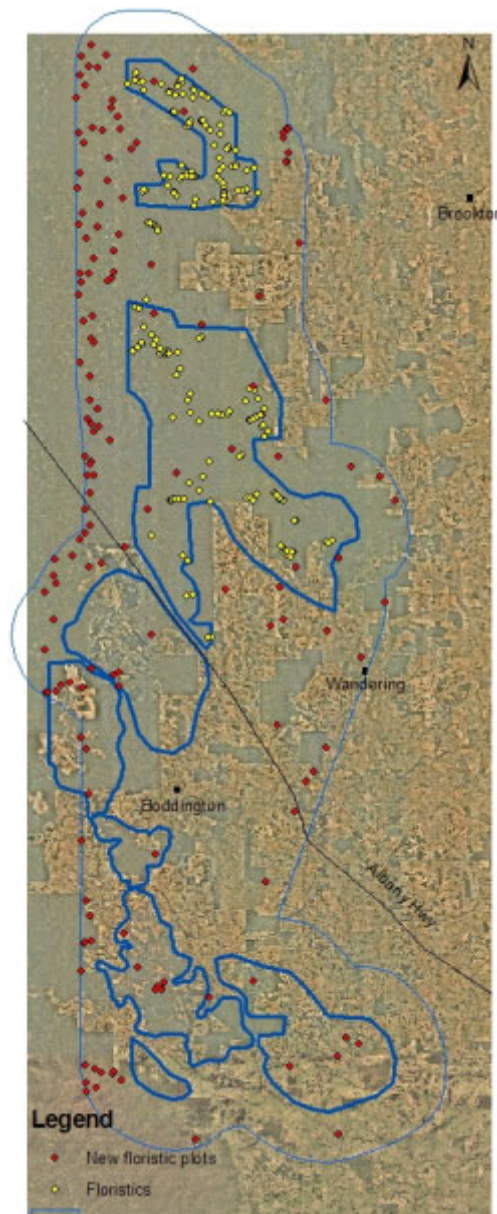 N
Brookton
Wandering
Boddington
Albany Hwy
Legend
New floristic plots
Floristics